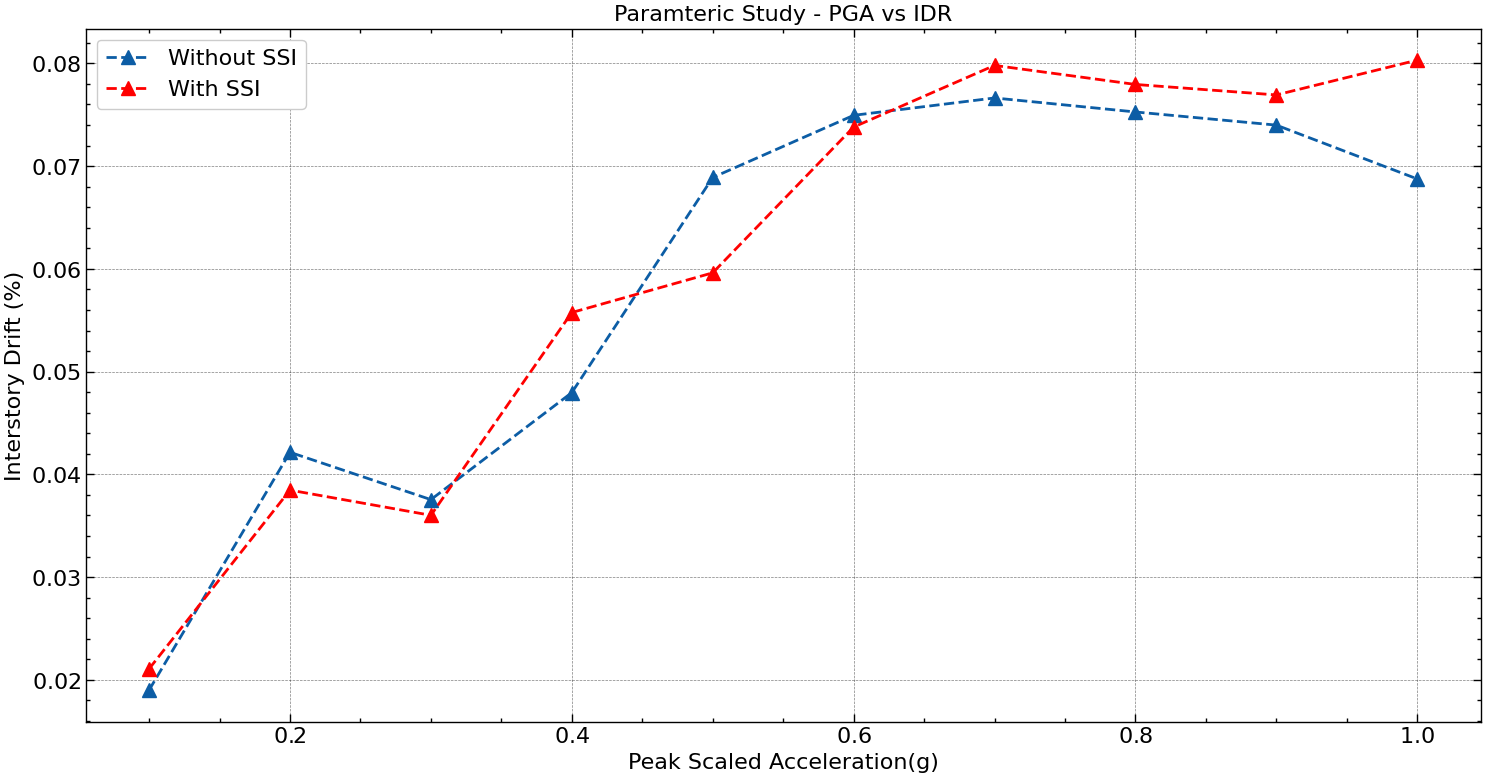 Paramteric Study - PGA vs IDR
Without SSI
With SSI
0.08
0.07
0.06
0.05
0.04
0.03
0.02
Interstory Drift (%)
0.2 0.4 0.6 0.8 1.0
Peak Scaled Acceleration(g)